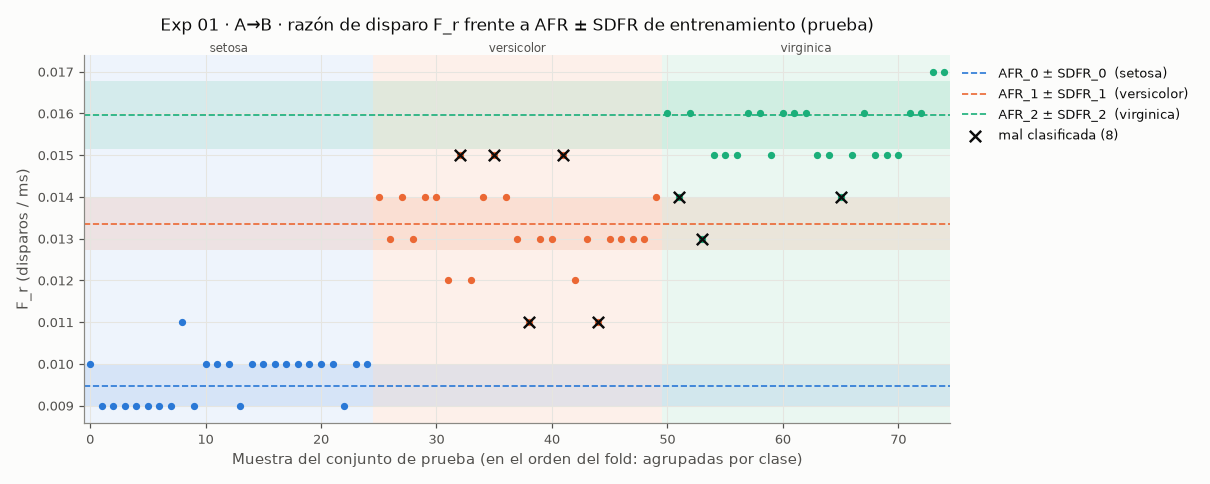 Exp 01 · A→B · razón de disparo F_r frente a AFR ± SDFR de entrenamiento (prueba)
setosa
versicolor
virginica
AFR_0 ± SDFR_0 (setosa)
AFR_1 ± SDFR_1 (versicolor)
AFR_2 ± SDFR_2 (virginica)
mal clasificada (8)
F_r (disparos / ms)
0.017
0.016
0.015
0.014
0.013
0.012
0.011
0.010
0.009
0
10
20
30
40
50
60
70
Muestra del conjunto de prueba (en el orden del fold: agrupadas por clase)